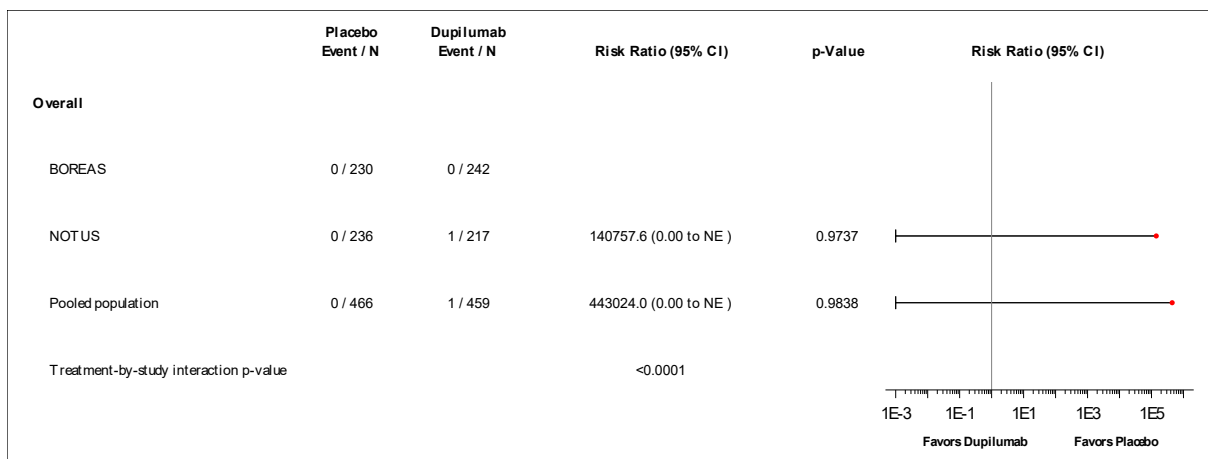 Placebo Event / N Dupilumab Event / N Risk Ratio (95% CI) p-Value Risk Ratio (95% CI)
Overall
BOREAS 0 / 230 0 / 242
NOTUS 0 / 236 1 / 217 140757.6 (0.00 to NE ) 0.9737
Pooled population 0 / 466 1 / 459 443024.0 (0.00 to NE ) 0.9838
Treatment-by-study interaction p-value <0.0001
1E-3 1E-1 1E1 1E3 1E5
Favors Dupilumab Favors Placebo